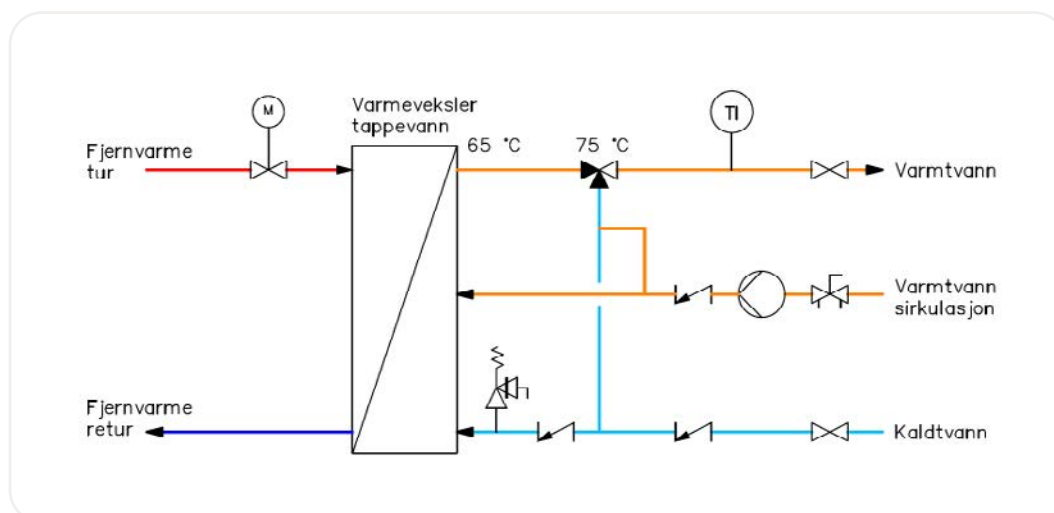 M
Varmeveksler
tappevann
TI
65 °C
75 °C
Fjernvarme
tur
Varmtvann
Varmtvann
sirkulasjon
Fjernvarme
retur
Kaldtvann